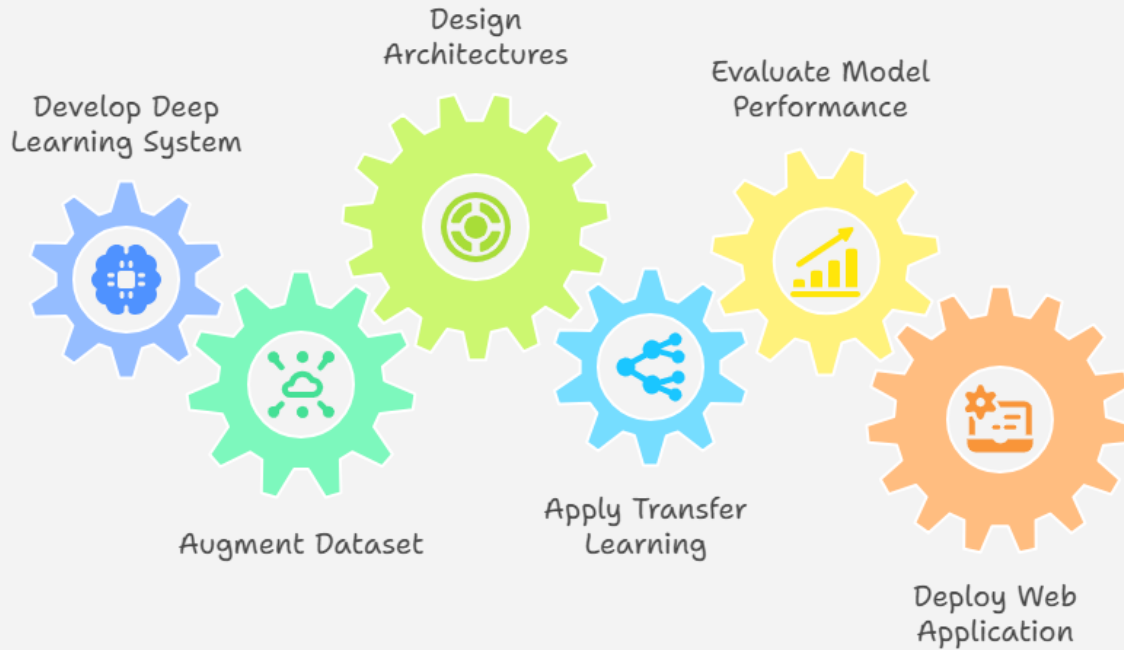 Develop Deep
Learning System
Augment Dataset
Design
Architectures
Apply Transfer
Learning
Evaluate Model
Performance
Deploy Web
Application